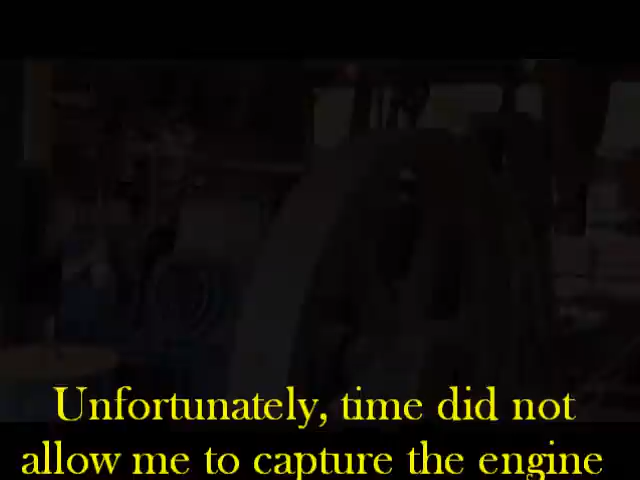 Unfortunately, time did not
allow me to capture the engine